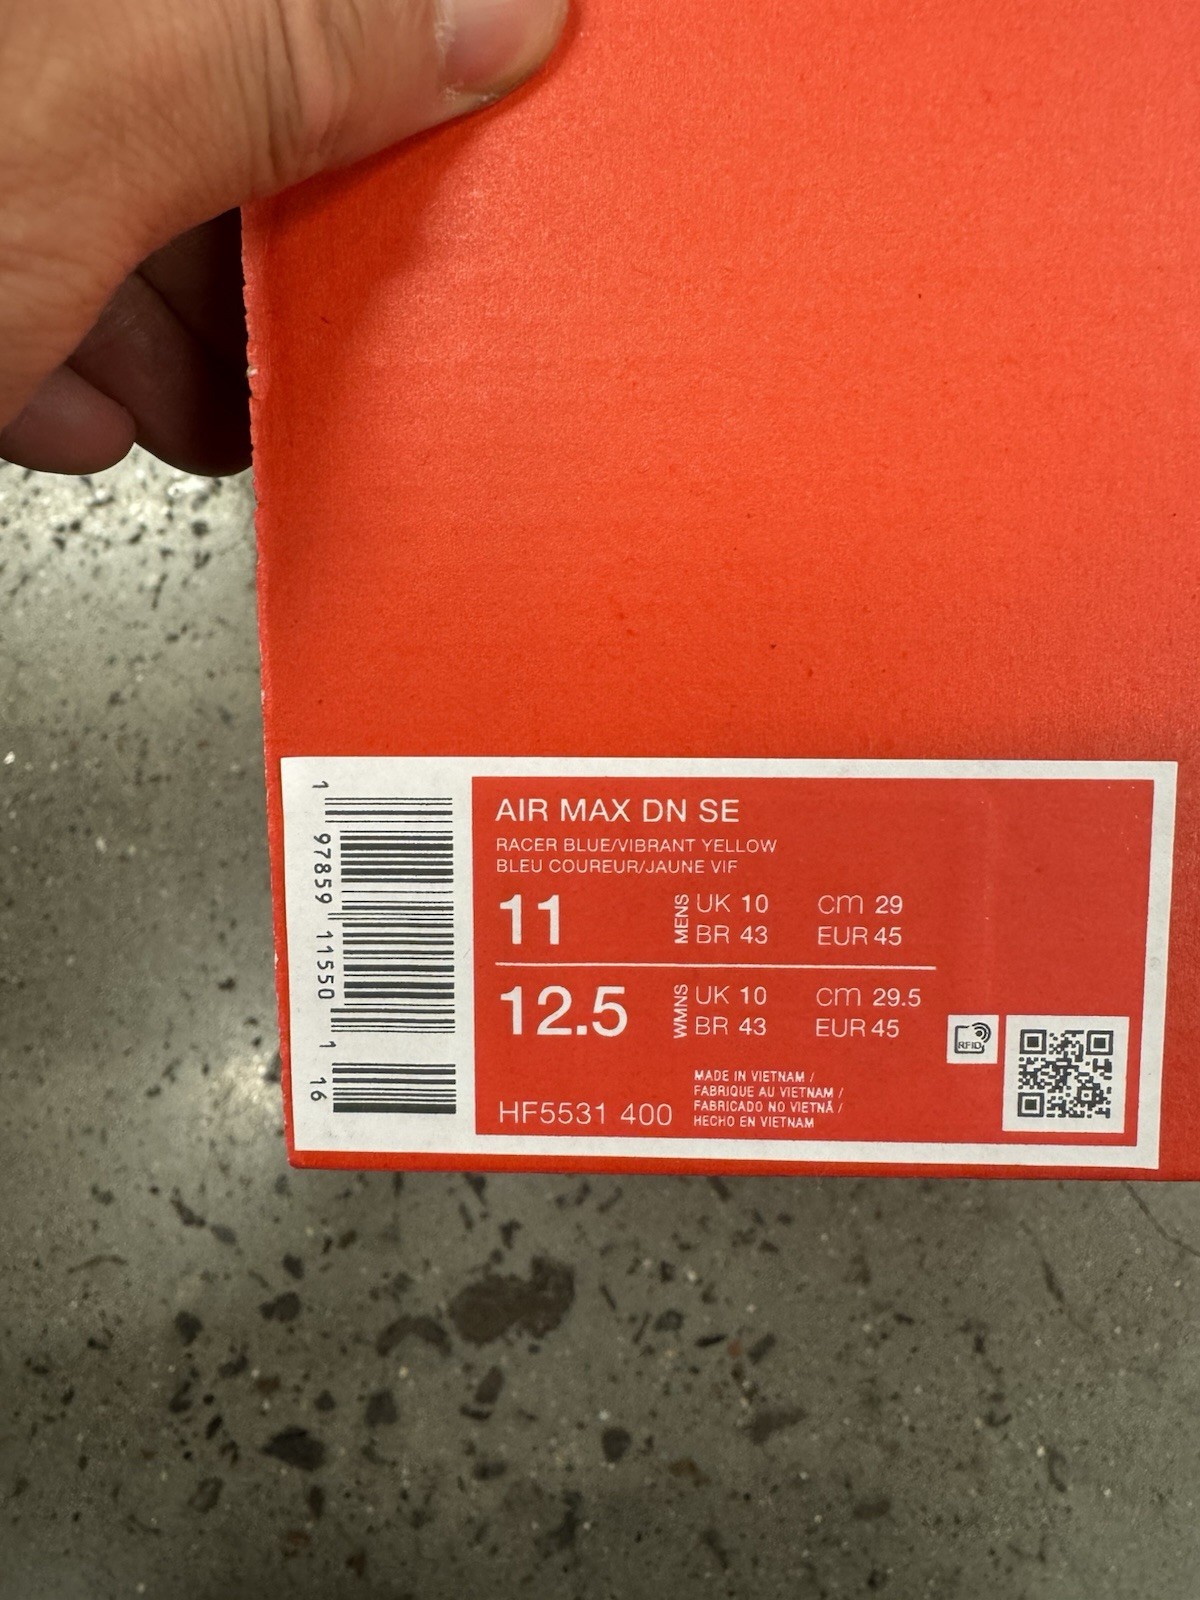 AIR MAX DN SE
RACER BLUE/VIBRANT YELLOW
BLEU COUREUR/JAUNE VIF
11 MENS UK 10 cm 29
BR 43 EUR 45
12.5 WMNS UK 10 cm 29.5
BR 43 EUR 45
HF5531 400
MADE IN VIETNAM /
FABRIQUE AU VIETNAM /
FABRICADO NO VIETNÃ /
HECHO EN VIETNAM
RFID
1 97859 11550 1 16